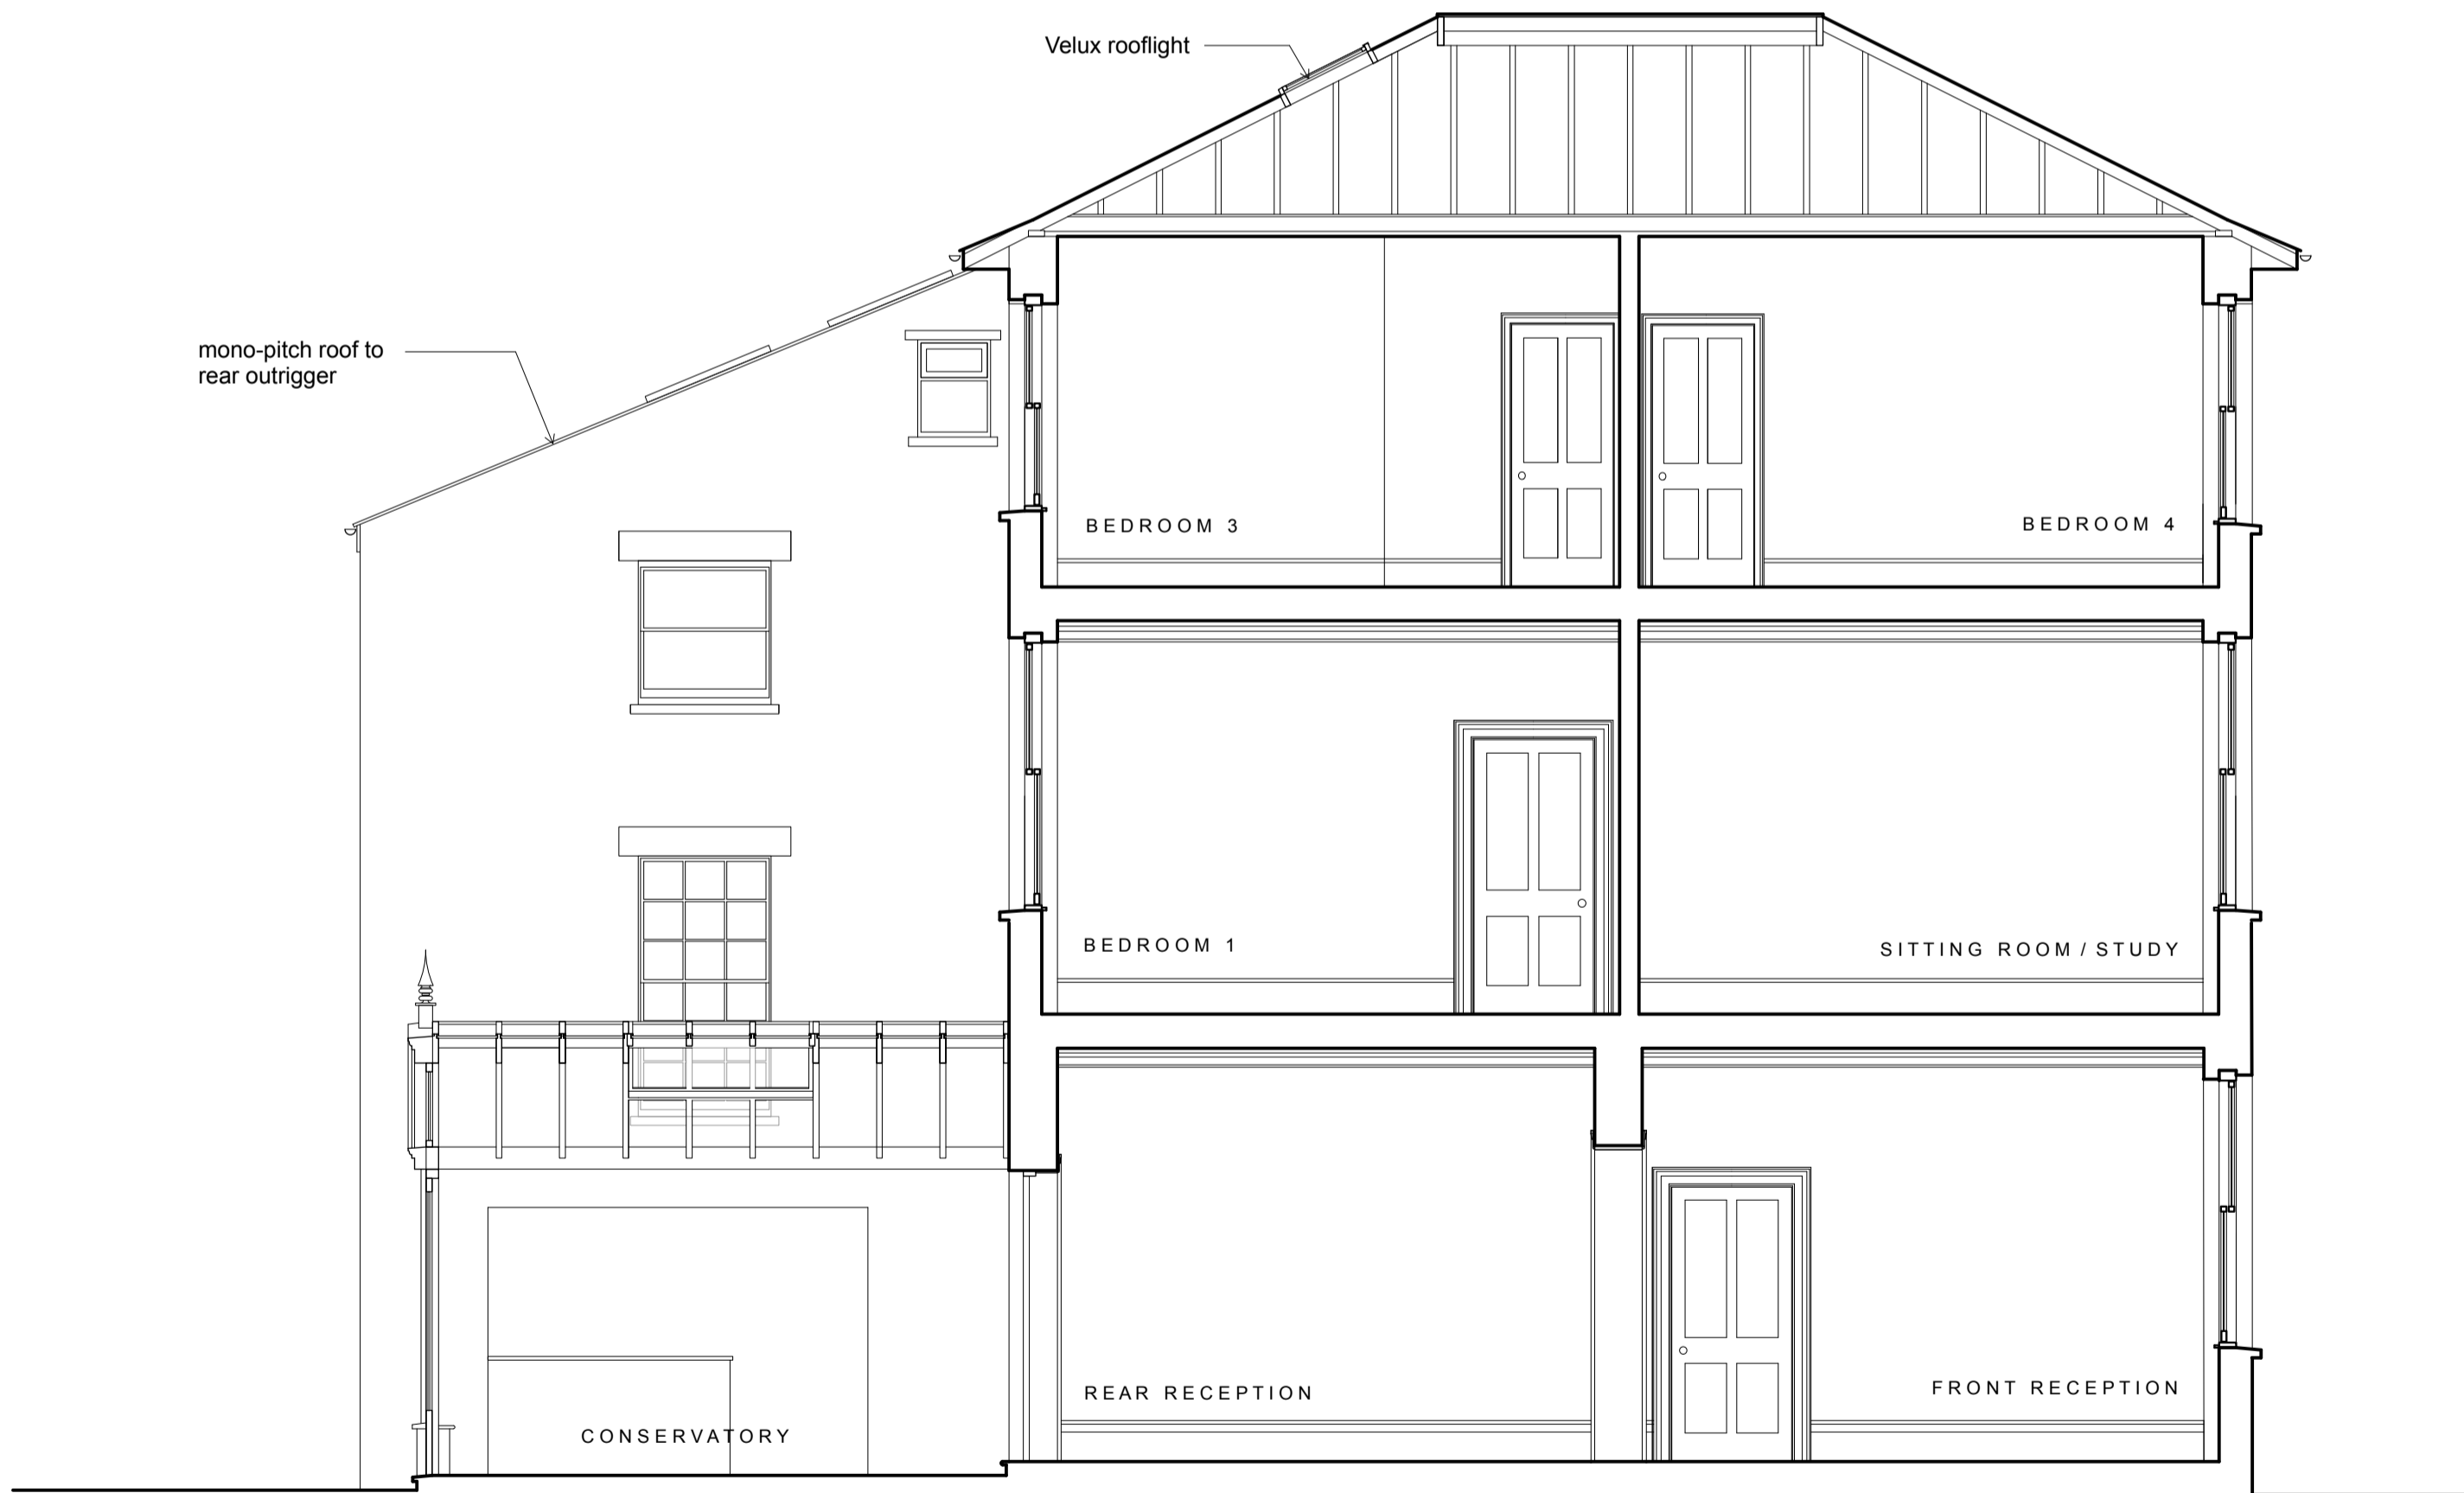 Velux rooflight
mono-pitch roof to
rear outrigger
BEDROOM 3
BEDROOM 4
BEDROOM 1
SITTING ROOM / STUDY
REAR RECEPTION
FRONT RECEPTION
CONSERVATORY